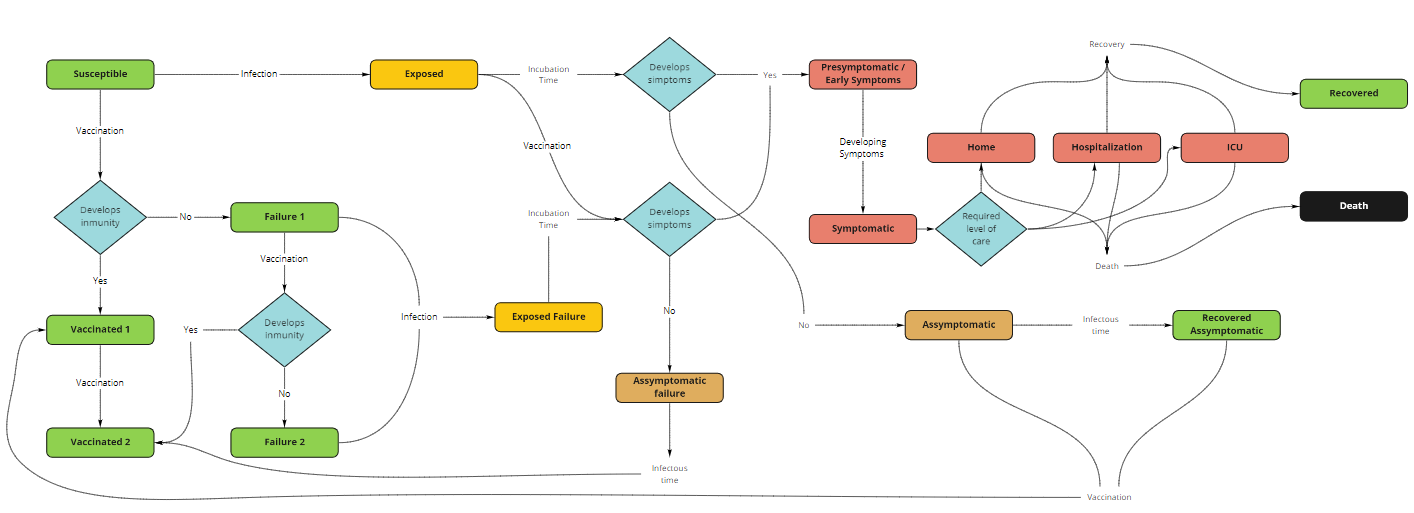 Recovery
Susceptible
Infection
Exposed
Incubation
Time
Develops
simptoms
Yes
Presymptomatic /
Early Symptoms
Recovered
Vaccination
Vaccination
Developing
Symptoms
Home
Hospitalization
ICU
Death
Develops
inmunity
No
Failure 1
Incubation
Time
Develops
simptoms
Symptomatic
Required
level of
care
Vaccination
Death
Yes
Vaccinated 1
Yes
Develops
inmunity
Infection
Exposed Failure
No
No
Assymptomatic
Infectous
time
Recovered
Assymptomatic
Vaccination
No
Assymptomatic
failure
Vaccinated 2
Failure 2
Infectous
time
Vaccination